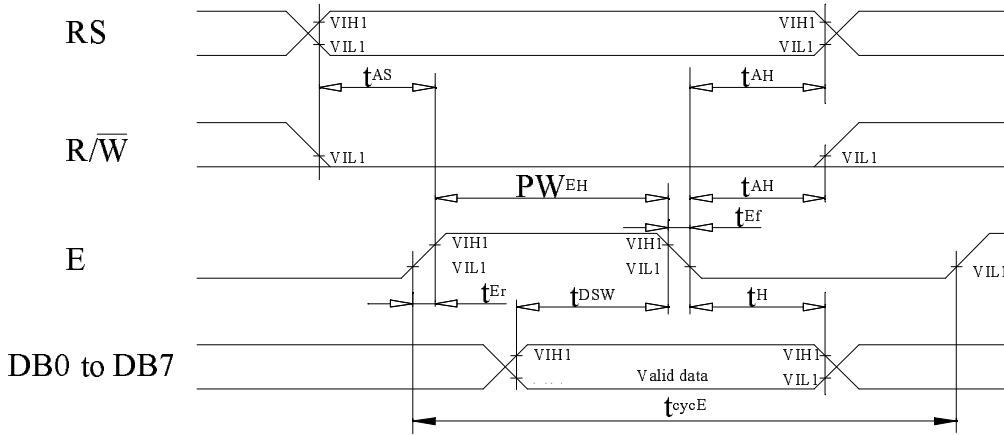 RS
VIH1
VIL1
VIH1
VIL1
tAS
tAH
R/W̅
VIL1
VIL1
PWEH
tAH
tEf
E
VIH1
VIL1
VIH1
VIL1
VIL1
tEr
tDSW
tH
DB0 to DB7
VIH1
Valid data
VIH1
VIL1
tcycE